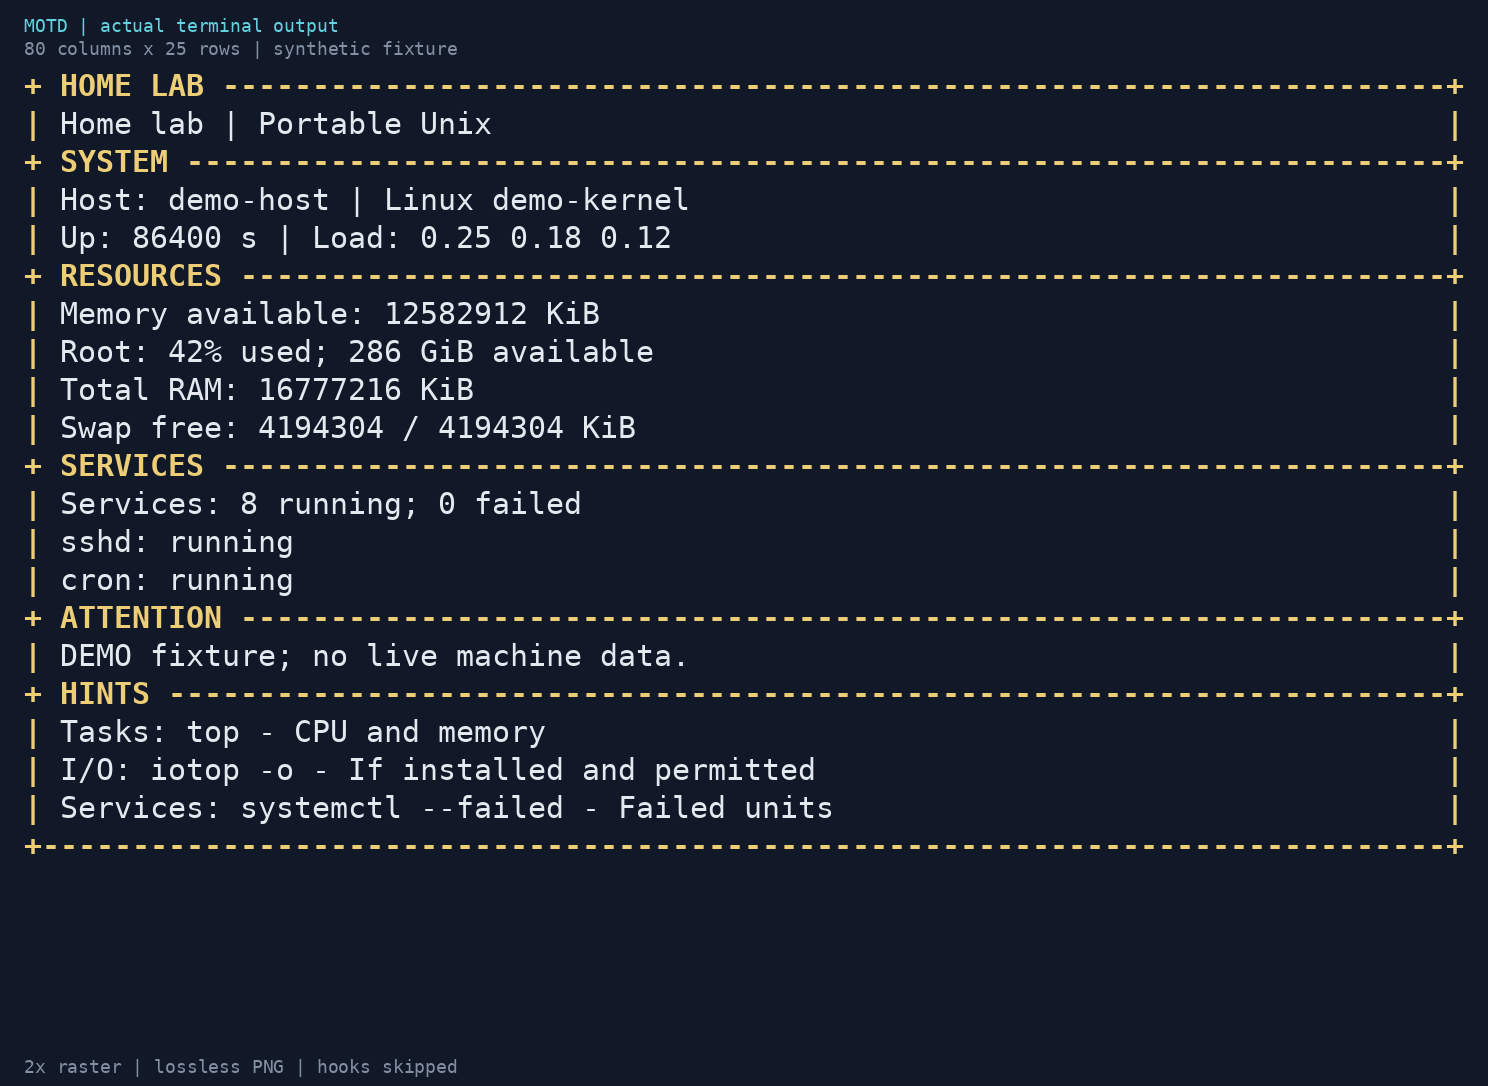 MOTD | actual terminal output
80 columns x 25 rows | synthetic fixture
+ HOME LAB --------------------------------------------------------------------+
| Home lab | Portable Unix                                                     |
+ SYSTEM ----------------------------------------------------------------------+
| Host: demo-host | Linux demo-kernel                                          |
| Up: 86400 s | Load: 0.25 0.18 0.12                                           |
+ RESOURCES -------------------------------------------------------------------+
| Memory available: 12582912 KiB                                               |
| Root: 42% used; 286 GiB available                                            |
| Total RAM: 16777216 KiB                                                      |
| Swap free: 4194304 / 4194304 KiB                                             |
+ SERVICES --------------------------------------------------------------------+
| Services: 8 running; 0 failed                                                |
| sshd: running                                                                |
| cron: running                                                                |
+ ATTENTION -------------------------------------------------------------------+
| DEMO fixture; no live machine data.                                          |
+ HINTS -----------------------------------------------------------------------+
| Tasks: top - CPU and memory                                                  |
| I/O: iotop -o - If installed and permitted                                   |
| Services: systemctl --failed - Failed units                                  |
+------------------------------------------------------------------------------+
2x raster | lossless PNG | hooks skipped